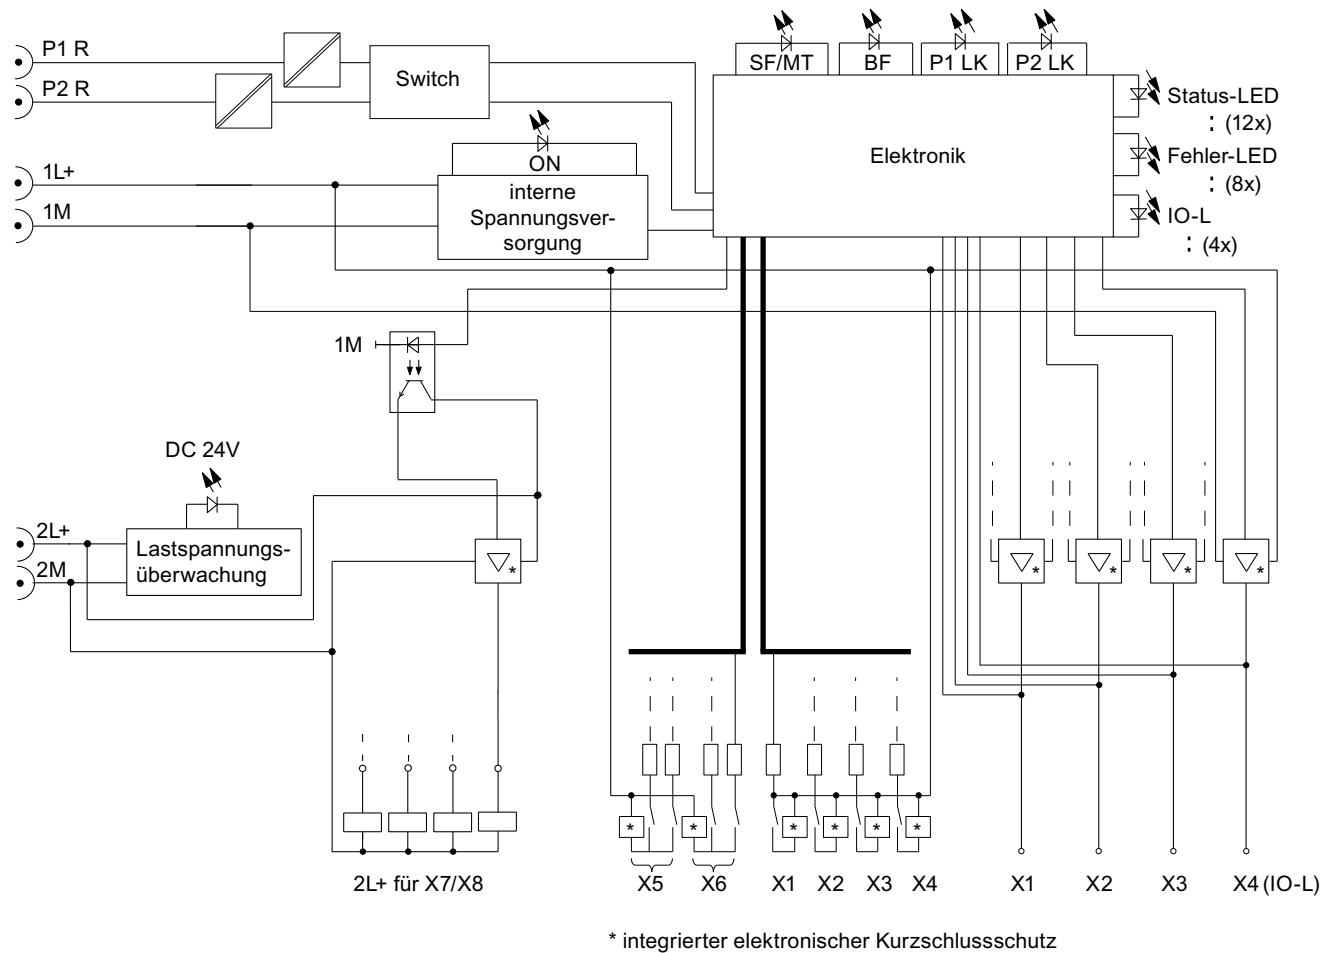 P1 R
P2 R
Switch
SF/MT
BF
P1 LK
P2 LK
Elektronik
Status-LED
: (12x)
Fehler-LED
: (8x)
IO-L
: (4x)
1L+
1M
ON
interne
Spannungsver-
sorgung
1M
DC 24V
2L+
2M
Lastspannungs-
überwachung
*
*
*
*
*
*
*
*
*
*
*
2L+ für X7/X8
X5
X6
X1
X2
X3
X4
X1
X2
X3
X4 (IO-L)
* integrierter elektronischer Kurzschlussschutz